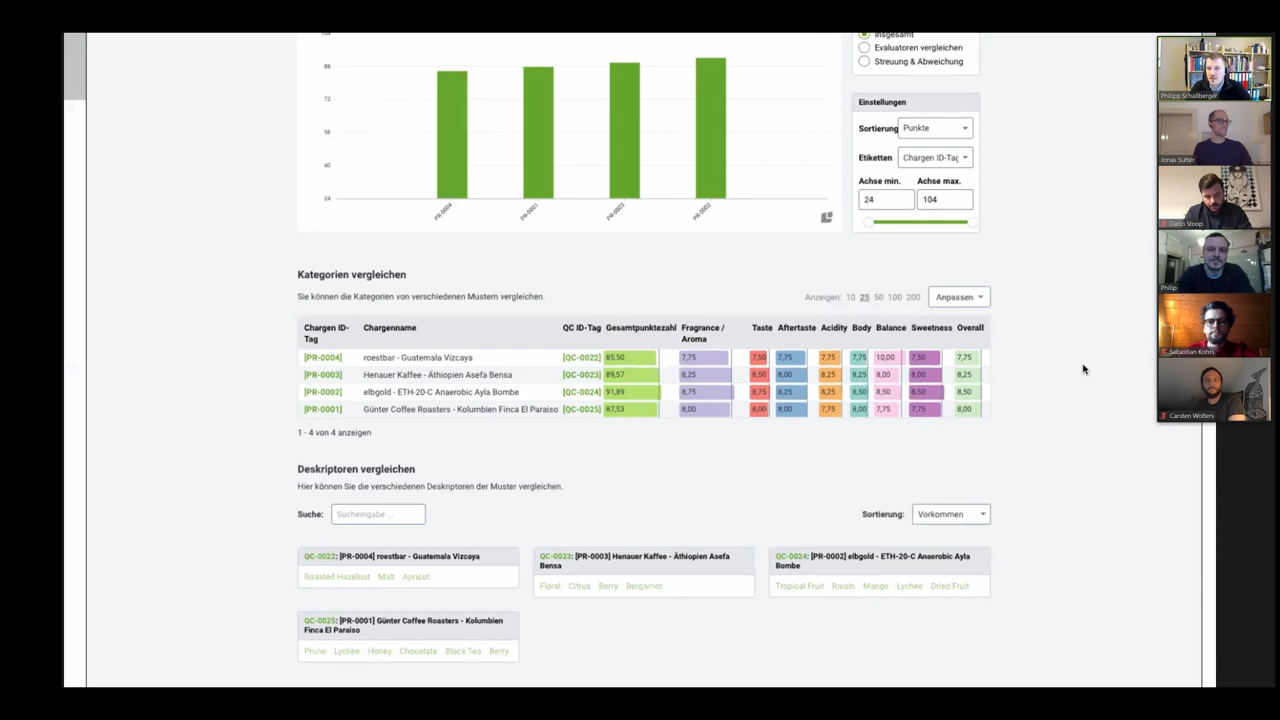 104
Insgesamt
88
Evaluatoren vergleichen
Streuung & Abweichung
72
56
40
24
PR-0004
PR-0001
PR-0003
PR-0002
Einstellungen
Sortierung Punkte
Etiketten Chargen ID-Tag
Achse min. Achse max.
24 104
Kategorien vergleichen
Sie können die Kategorien von verschiedenen Mustern vergleichen.
Anzeigen: 10 25 50 100 200 Anpassen
Chargen ID-Tag Chargenname QC ID-Tag Gesamtpunktezahl Fragrance / Aroma Taste Aftertaste Acidity Body Balance Sweetness Overall
[PR-0004] roestbar - Guatemala Vizcaya [QC-0022] 85,50 7,75 7,50 7,75 7,75 7,75 10,00 7,50 7,75
[PR-0003] Henauer Kaffee - Äthiopien Asefa Bensa [QC-0023] 89,57 8,25 8,50 8,00 8,25 8,25 8,00 8,00 8,25
[PR-0002] elbgold - ETH-20-C Anaerobic Ayla Bombe [QC-0024] 91,89 8,75 8,75 8,25 8,25 8,50 8,50 8,50 8,50
[PR-0001] Günter Coffee Roasters - Kolumbien Finca El Paraiso [QC-0025] 87,53 8,00 8,00 8,00 7,75 8,00 7,75 7,75 8,00
1 - 4 von 4 anzeigen
Deskriptoren vergleichen
Hier können Sie die verschiedenen Deskriptoren der Muster vergleichen.
Suche: Sucheingabe ...
Sortierung: Vorkommen
QC-0022: [PR-0004] roestbar - Guatemala Vizcaya
Roasted Hazelnut Malt Apricot
QC-0023: [PR-0003] Henauer Kaffee - Äthiopien Asefa
Bensa
Floral Citrus Berry Bergamot
QC-0024: [PR-0002] elbgold - ETH-20-C Anaerobic Ayla
Bombe
Tropical Fruit Raisin Mango Lychee Dried Fruit
QC-0025: [PR-0001] Günter Coffee Roasters - Kolumbien
Finca El Paraiso
Prune Lychee Honey Chocolate Black Tea Berry
Philipp Schallberger
Jonas Sutter
Dario Stoop
Philip
Sebastian Kohrs
Carsten Wolters